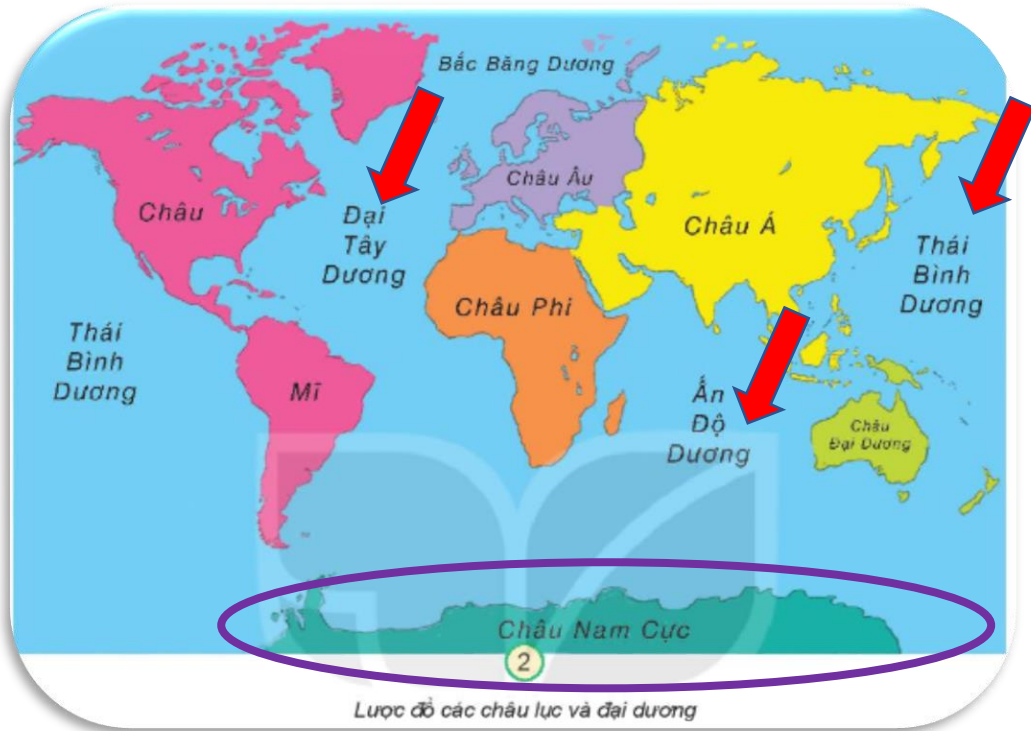 Bắc Băng Dương
Châu Âu
Châu
Đại
Tây
Dương
Châu Á
Thái
Bình
Dương
Châu Phi
Thái
Bình
Dương
Mĩ
Ấn
Độ
Dương
Châu
Đại Dương
Châu Nam Cực
2
Lược đồ các châu lục và đại dương